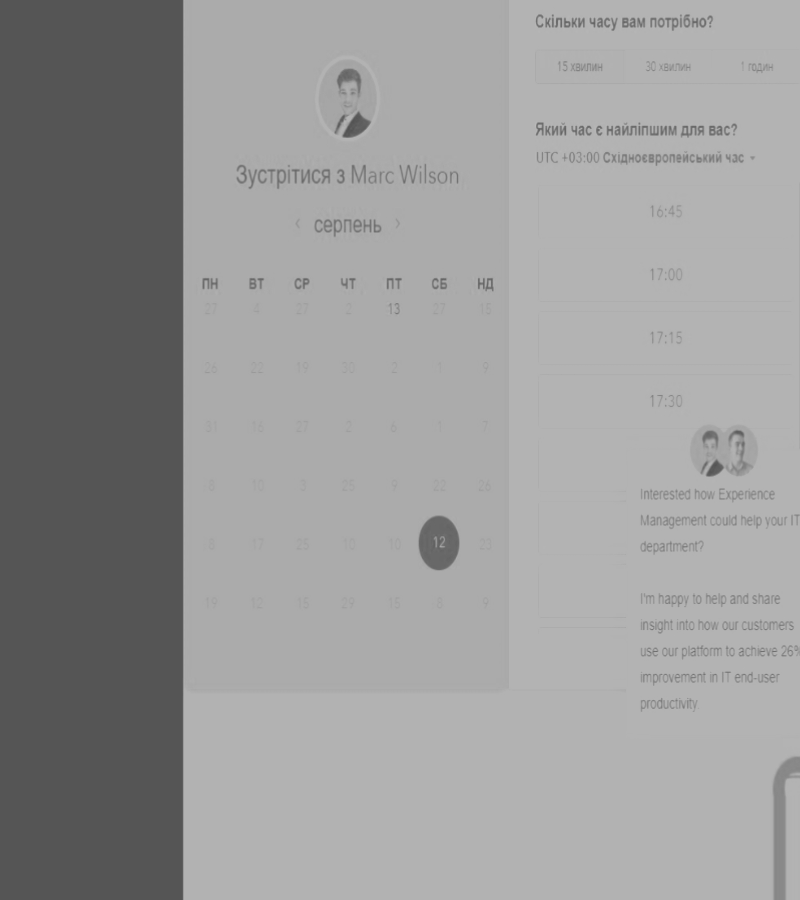 Зустрітися з Marc Wilson
‹ серпень ›
ПН ВТ СР ЧТ ПТ СБ НД
27 4 27 2 13 27 15
26 22 19 30 2 1 9
31 16 27 2 6 1 7
8 10 3 25 9 22 26
8 17 25 10 10 12 23
19 12 15 29 15 8 9
Скільки часу вам потрібно?
15 хвилин 30 хвилин 1 годин
Який час є найліпшим для вас?
UTC +03:00 Східноєвропейський час
16:45
17:00
17:15
17:30
Interested how Experience
Management could help your IT
department?
I'm happy to help and share
insight into how our customers
use our platform to achieve 26%
improvement in IT end-user
productivity